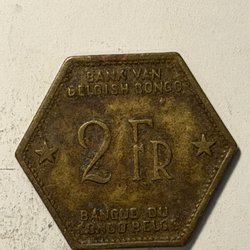 BANK VAN
BELGISCH CONGO
2 FR
BANQUE DU
CONGO BELGE